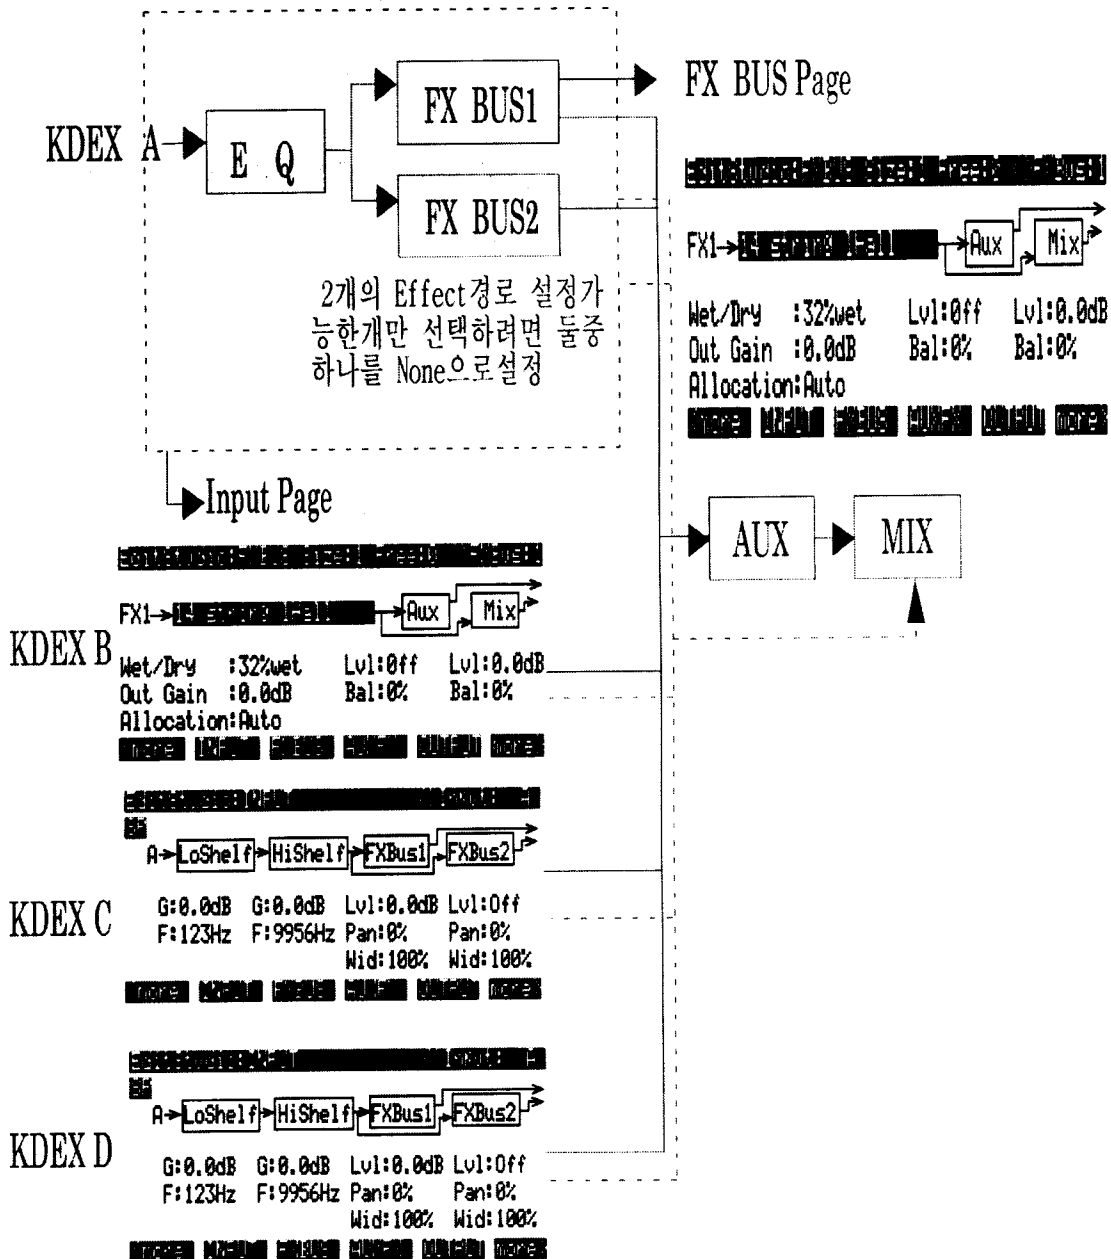 FX BUS1
FX BUS Page
KDEX A
E Q
FX BUS2
FX1→
Aux
Mix
2개의 Effect경로 설정가
능한개만 선택하려면 둘중
하나를 None으로설정
Wet/Dry :32%wet Lvl:Off Lvl:0.0dB
Out Gain :0.0dB Bal:0% Bal:0%
Allocation:Auto
Input Page
AUX
MIX
KDEX B
FX1→
Aux
Mix
Wet/Dry :32%wet Lvl:Off Lvl:0.0dB
Out Gain :0.0dB Bal:0% Bal:0%
Allocation:Auto
KDEX C
A→LoShelf→HiShelf→FXBus1 FXBus2
G:0.0dB G:0.0dB Lvl:0.0dB Lvl:Off
F:123Hz F:9956Hz Pan:0% Pan:0%
Wid:100% Wid:100%
KDEX D
A→LoShelf→HiShelf→FXBus1 FXBus2
G:0.0dB G:0.0dB Lvl:0.0dB Lvl:Off
F:123Hz F:9956Hz Pan:0% Pan:0%
Wid:100% Wid:100%